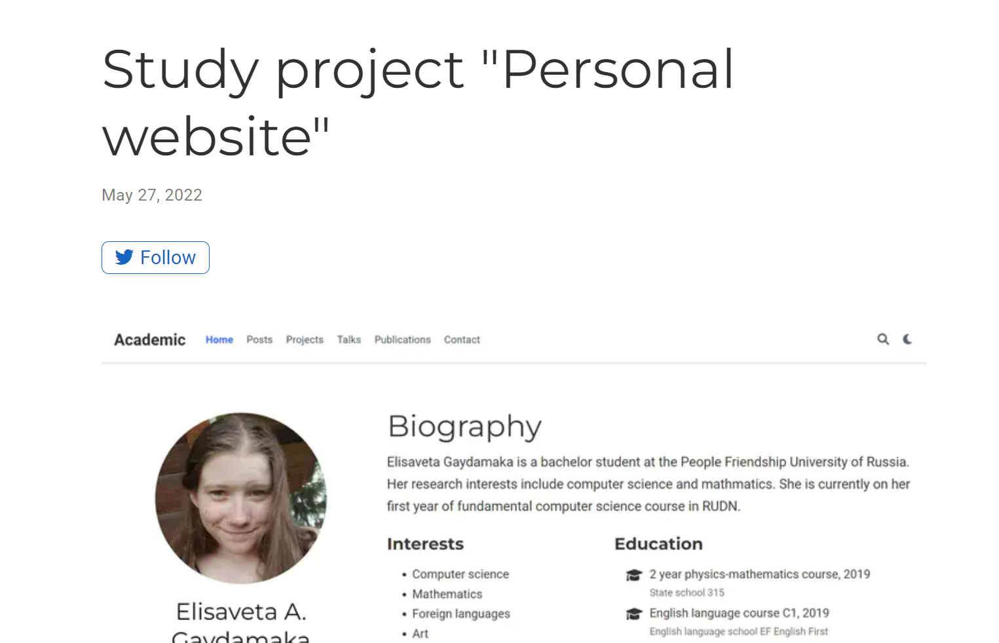 Study project "Personal
website"
May 27, 2022
Follow
Academic Home Posts Projects Talks Publications Contact
Biography
Elisaveta Gaydamaka is a bachelor student at the People Friendship University of Russia.
Her research interests include computer science and mathmatics. She is currently on her
first year of fundamental computer science course in RUDN.
Interests
Computer science
Mathematics
Foreign languages
Art
Education
2 year physics-mathematics course, 2019
State school 315
English language course C1, 2019
English language school EF English First
Elisaveta A.
Gaydamaka